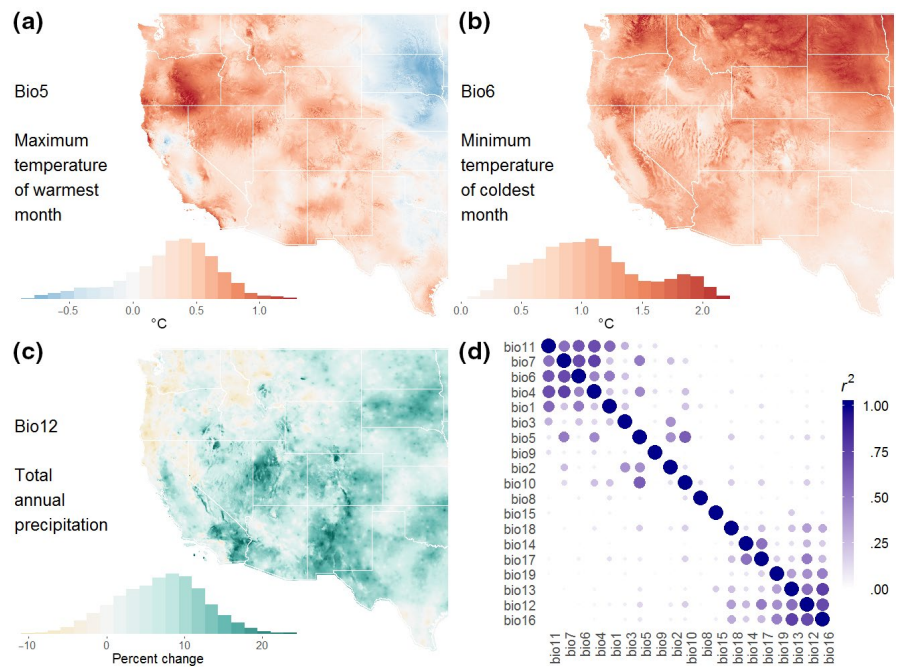 (a)
Bio5
Maximum
temperature
of warmest
month
−0.5 0.0 0.5 1.0
°C
(b)
Bio6
Minimum
temperature
of coldest
month
0.0 0.5 1.0 1.5 2.0
°C
(c)
Bio12
Total
annual
precipitation
−10 0 10 20
Percent change
(d)
bio11
bio7
bio6
bio4
bio1
bio3
bio5
bio9
bio2
bio10
bio8
bio15
bio18
bio14
bio17
bio19
bio13
bio12
bio16
bio11 bio7 bio6 bio4 bio1 bio3 bio5 bio9 bio2 bio10 bio8 bio15 bio18 bio14 bio17 bio19 bio13 bio12 bio16
r²
1.00
.75
.50
.25
.00